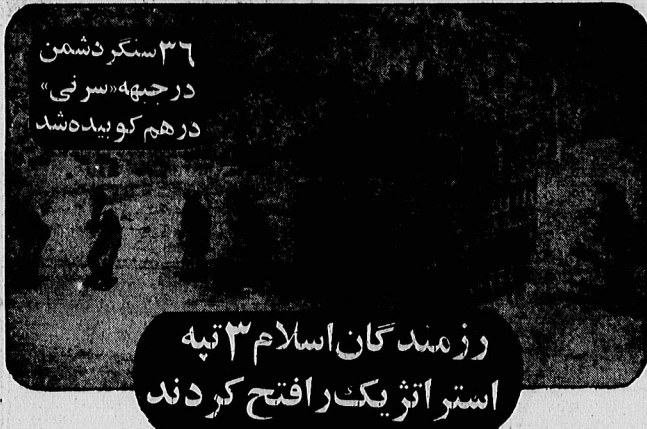 ۳۶ سنگر دشمن
در جبهه «سرنی»
درهم کوبیده شد
رزمندگان اسلام ۳ تپه
استراتژیک را فتح کردند